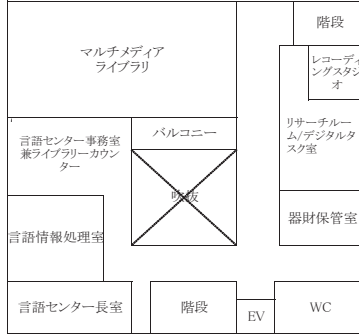 階段
マルチメディア
ライブラリ
レコーディ
ングスタジ
オ
リサーチルー
ム/デジタルタ
スク室
バルコニー
言語センター事務室
兼ライブラリーカウン
ター
吹抜
器財保管室
言語情報処理室
言語センター長室
階段
EV
WC